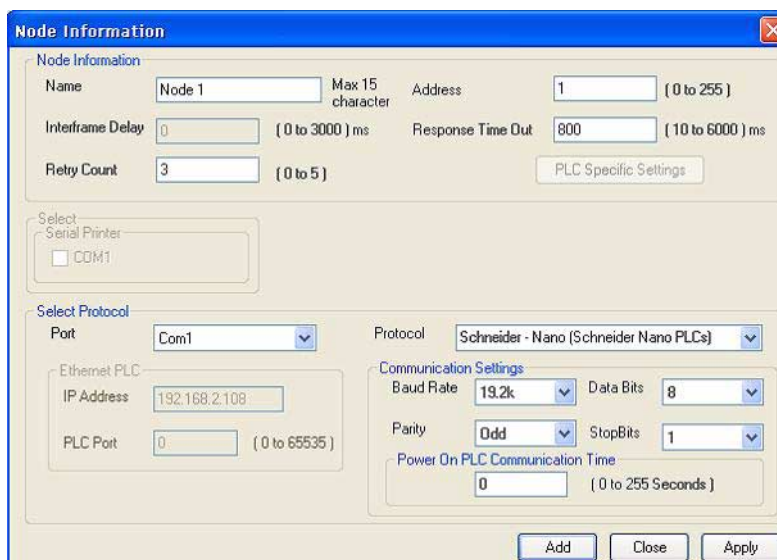 Node Information
Node Information
Name Node 1 Max 15 character Address 1 ( 0 to 255 )
Interframe Delay 0 ( 0 to 3000 ) ms Response Time Out 800 ( 10 to 6000 ) ms
Retry Count 3 ( 0 to 5 ) PLC Specific Settings
Select
Serial Printer
COM1
Select Protocol
Port Com1 Protocol Schneider - Nano (Schneider Nano PLCs)
Ethernet PLC Communication Settings
IP Address 192.168.2.108 Baud Rate 19.2k Data Bits 8
PLC Port 0 ( 0 to 65535 ) Parity Odd StopBits 1
Power On PLC Communication Time
0 ( 0 to 255 Seconds )
Add Close Apply